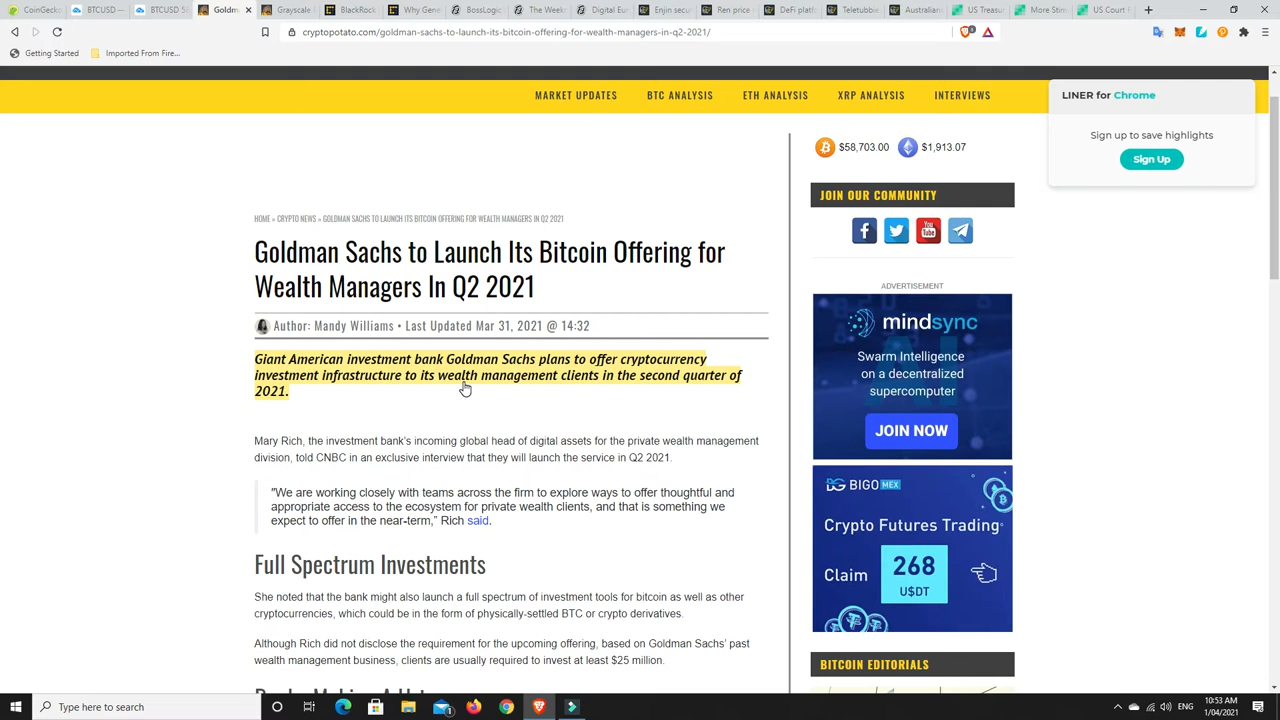 CoinGecko
BTCUSD —
BTCUSD 5
Goldm
Grayscale
BlackRock
Why Gene
BossLogic
The Week
Digital Eu
Enjin secu
Ren price
DeFi platf
Teletubbie
Australian
US Treasu
More Stim
US Court F
cryptopotato.com/goldman-sachs-to-launch-its-bitcoin-offering-for-wealth-managers-in-q2-2021/
Getting Started
Imported From Fire...
MARKET UPDATES
BTC ANALYSIS
ETH ANALYSIS
XRP ANALYSIS
INTERVIEWS
LINER for Chrome
Sign up to save highlights
Sign Up
$58,703.00
$1,913.07
HOME » CRYPTO NEWS » GOLDMAN SACHS TO LAUNCH ITS BITCOIN OFFERING FOR WEALTH MANAGERS IN Q2 2021
Goldman Sachs to Launch Its Bitcoin Offering for
Wealth Managers In Q2 2021
Author: Mandy Williams • Last Updated Mar 31, 2021 @ 14:32
Giant American investment bank Goldman Sachs plans to offer cryptocurrency
investment infrastructure to its wealth management clients in the second quarter of
2021.
Mary Rich, the investment bank's incoming global head of digital assets for the private wealth management
division, told CNBC in an exclusive interview that they will launch the service in Q2 2021.
"We are working closely with teams across the firm to explore ways to offer thoughtful and
appropriate access to the ecosystem for private wealth clients, and that is something we
expect to offer in the near-term," Rich said.
Full Spectrum Investments
She noted that the bank might also launch a full spectrum of investment tools for bitcoin as well as other
cryptocurrencies, which could be in the form of physically-settled BTC or crypto derivatives.
Although Rich did not disclose the requirement for the upcoming offering, based on Goldman Sachs' past
wealth management business, clients are usually required to invest at least $25 million.
JOIN OUR COMMUNITY
You
Tube
ADVERTISEMENT
mindsync
Swarm Intelligence
on a decentralized
supercomputer
JOIN NOW
BIGO MEX
Crypto Futures Trading
Claim
268
U$DT
BITCOIN EDITORIALS
Type here to search
10:53 AM
1/04/2021